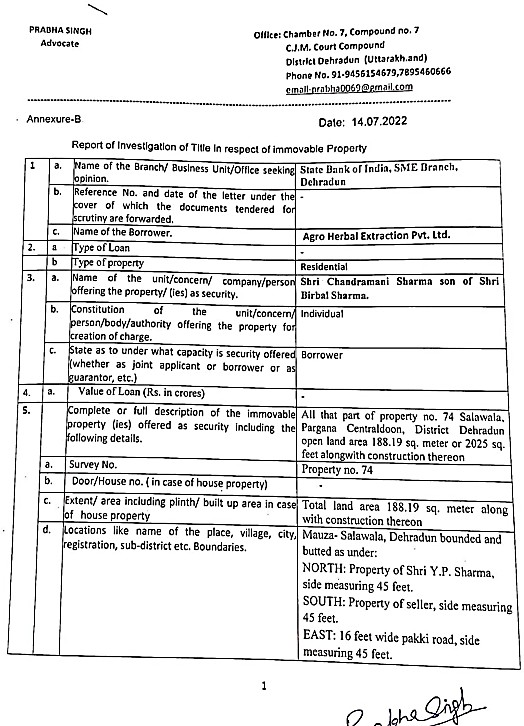 PRABHA SINGH
Advocate
Office: Chamber No. 7, Compound no. 7
C.J.M. Court Compound
District Dehradun (Uttarakh.and)
Phone No. 91-9456154679,7895460666
email-prabha0069@gmail.com
Annexure-B
Date: 14.07.2022
Report of Investigation of Title in respect of immovable Property
1 a. Name of the Branch/ Business Unit/Office seeking opinion. State Bank of India, SME Branch, Dehradun
b. Reference No. and date of the letter under the cover of which the documents tendered for scrutiny are forwarded. -
c. Name of the Borrower. Agro Herbal Extraction Pvt. Ltd.
2. a Type of Loan -
b Type of property Residential
3. a. Name of the unit/concern/ company/person offering the property/ (ies) as security. Shri Chandramani Sharma son of Shri Birbal Sharma.
b. Constitution of the unit/concern/ person/body/authority offering the property for creation of charge. Individual
c. State as to under what capacity is security offered (whether as joint applicant or borrower or as guarantor, etc.) Borrower
4. a. Value of Loan (Rs. in crores) -
5. Complete or full description of the immovable property (ies) offered as security including the following details. All that part of property no. 74 Salawala, Pargana Centraldoon, District Dehradun open land area 188.19 sq. meter or 2025 sq. feet alongwith construction thereon
a. Survey No. Property no. 74
b. Door/House no. ( in case of house property)
c. Extent/ area including plinth/ built up area in case of house property Total land area 188.19 sq. meter along with construction thereon
d. Locations like name of the place, village, city, registration, sub-district etc. Boundaries. Mauza- Salawala, Dehradun bounded and butted as under:
NORTH: Property of Shri Y.P. Sharma, side measuring 45 feet.
SOUTH: Property of seller, side measuring 45 feet.
EAST: 16 feet wide pakki road, side measuring 45 feet.
1
Prabha Singh